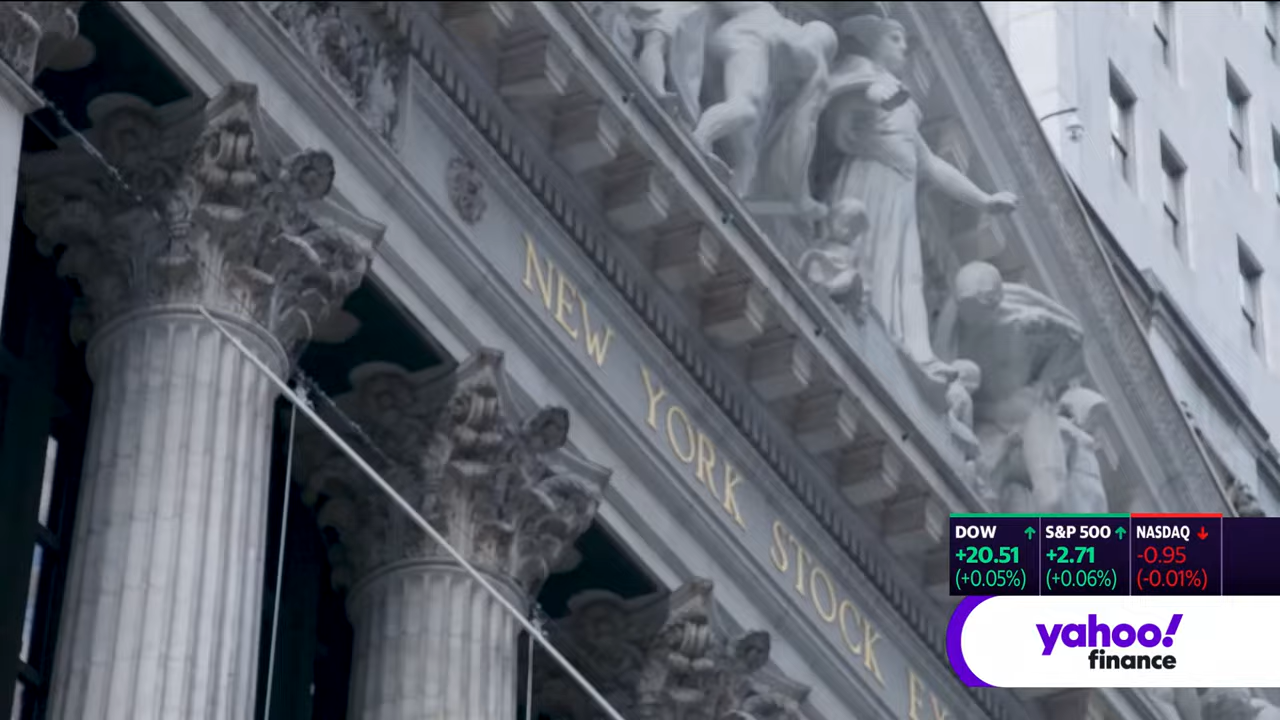 NEW YORK STOCK EX
DOW ↑ S&P 500 ↑ NASDAQ ↓
+20.51 +2.71 -0.95
(+0.05%) (+0.06%) (-0.01%)
yahoo!
finance